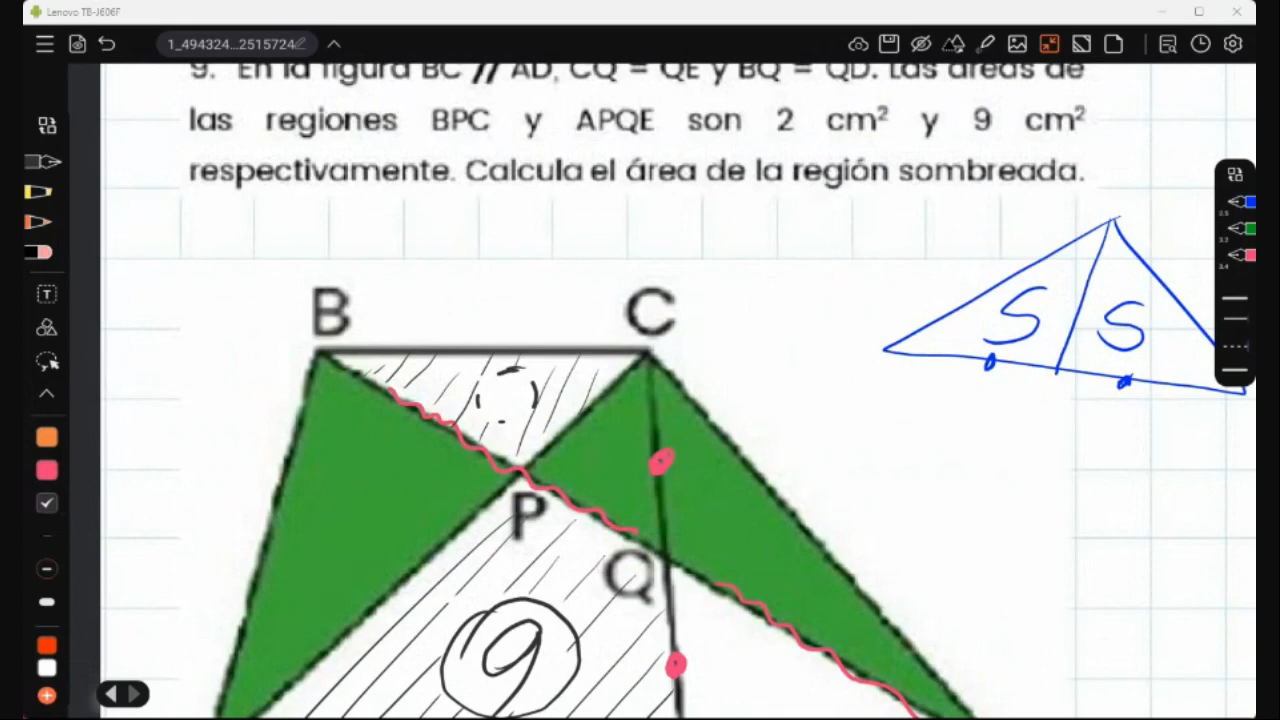 Lenovo TB-J606F
1_494324...2515724
9. En la figura BC // AD, CQ = QE y BQ = QD. Las áreas de
las regiones BPC y APQE son 2 cm² y 9 cm²
respectivamente. Calcula el área de la región sombreada.
B
C
S S
P
Q
9